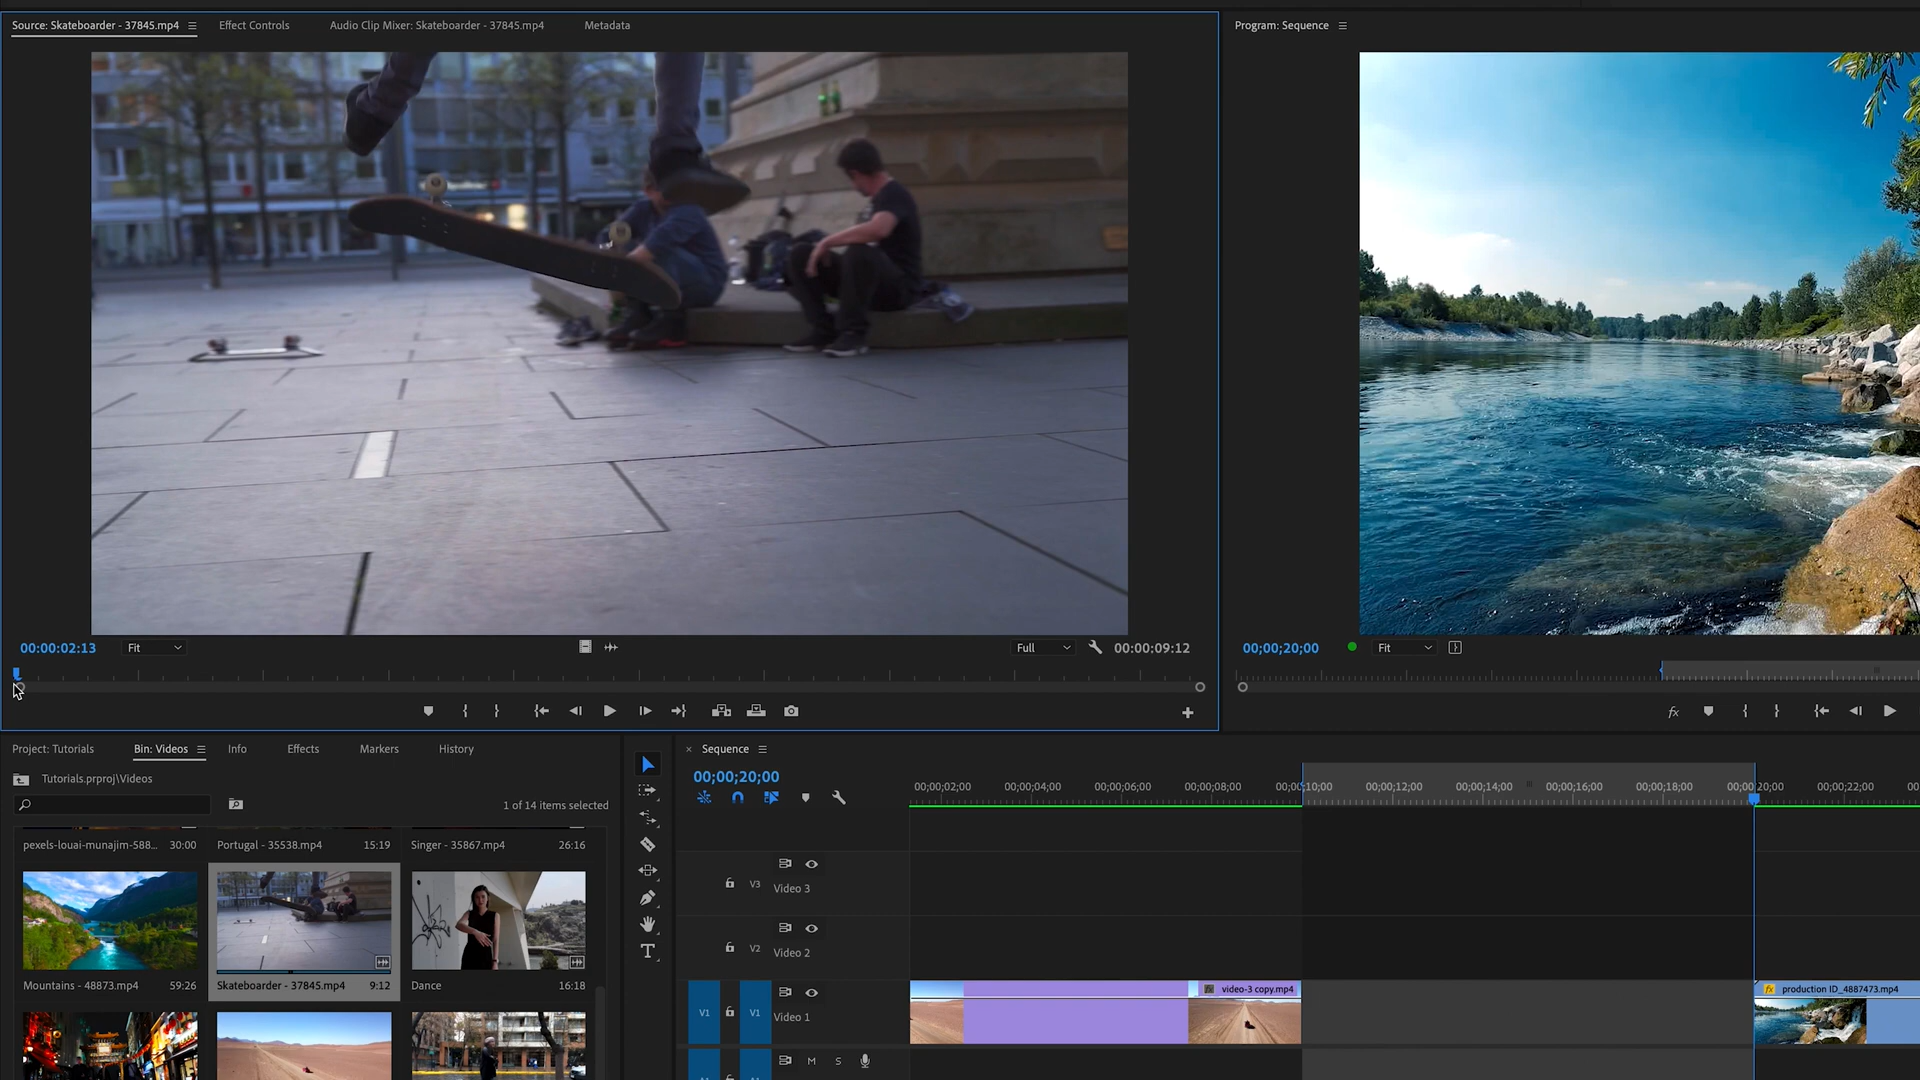 Source: Skateboarder - 37845.mp4
Effect Controls
Audio Clip Mixer: Skateboarder - 37845.mp4
Metadata
Program: Sequence
00:00:02:13
Fit
Full
00:00:09:12
00;00;20;00
Fit
fx
Project: Tutorials
Bin: Videos
Info
Effects
Markers
History
Tutorials.prproj\Videos
1 of 14 items selected
pexels-louai-munajim-588...
30:00
Portugal - 35538.mp4
15:19
Singer - 35867.mp4
26:16
Mountains - 48873.mp4
59:26
Skateboarder - 37845.mp4
9:12
Dance
16:18
T
× Sequence
00;00;20;00
00;00;02;00
00;00;04;00
00;00;06;00
00;00;08;00
00;00;10;00
00;00;12;00
00;00;14;00
00;00;16;00
00;00;18;00
00;00;20;00
00;00;22;00
V3
Video 3
V2
Video 2
V1
V1
Video 1
video-3 copy.mp4
fx
production ID_4887473.mp4
M
S